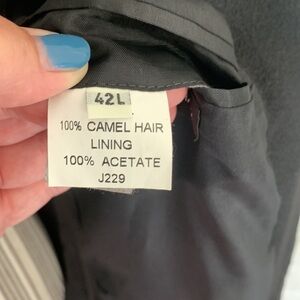 42L
100% CAMEL HAIR
LINING
100% ACETATE
J229